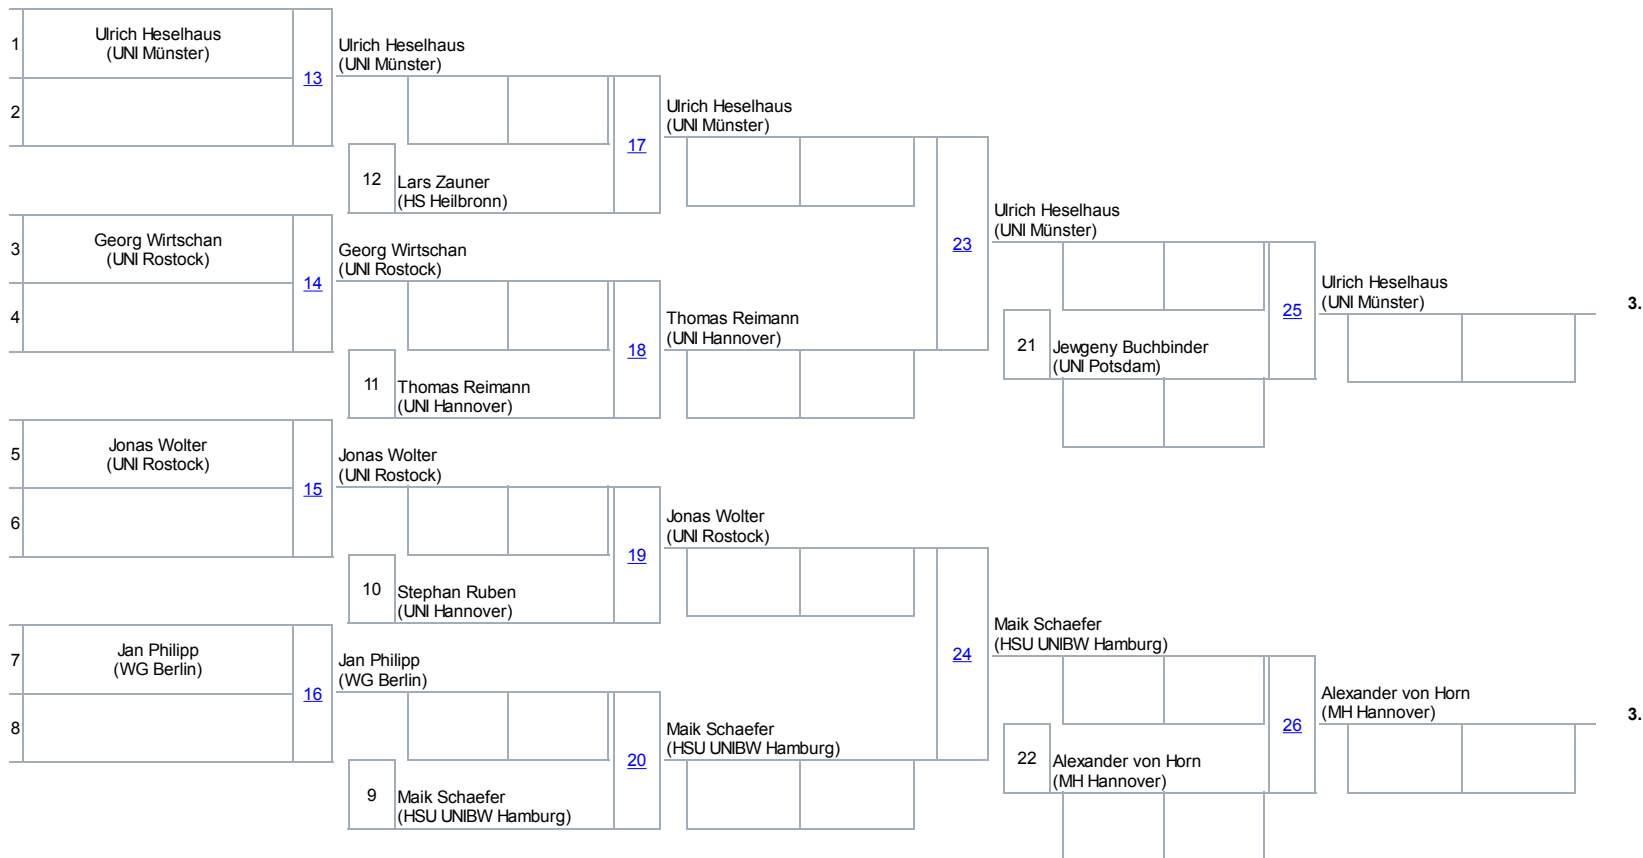 1
Ulrich Heselhaus
(UNI Münster)
2
13
Ulrich Heselhaus
(UNI Münster)
12
Lars Zauner
(HS Heilbronn)
17
Ulrich Heselhaus
(UNI Münster)
3
Georg Wirtschan
(UNI Rostock)
4
14
Georg Wirtschan
(UNI Rostock)
11
Thomas Reimann
(UNI Hannover)
18
Thomas Reimann
(UNI Hannover)
23
Ulrich Heselhaus
(UNI Münster)
21
Jewgeny Buchbinder
(UNI Potsdam)
25
Ulrich Heselhaus
(UNI Münster)
3.
5
Jonas Wolter
(UNI Rostock)
6
15
Jonas Wolter
(UNI Rostock)
10
Stephan Ruben
(UNI Hannover)
19
Jonas Wolter
(UNI Rostock)
7
Jan Philipp
(WG Berlin)
8
16
Jan Philipp
(WG Berlin)
9
Maik Schaefer
(HSU UNIBW Hamburg)
20
Maik Schaefer
(HSU UNIBW Hamburg)
24
Maik Schaefer
(HSU UNIBW Hamburg)
22
Alexander von Horn
(MH Hannover)
26
Alexander von Horn
(MH Hannover)
3.